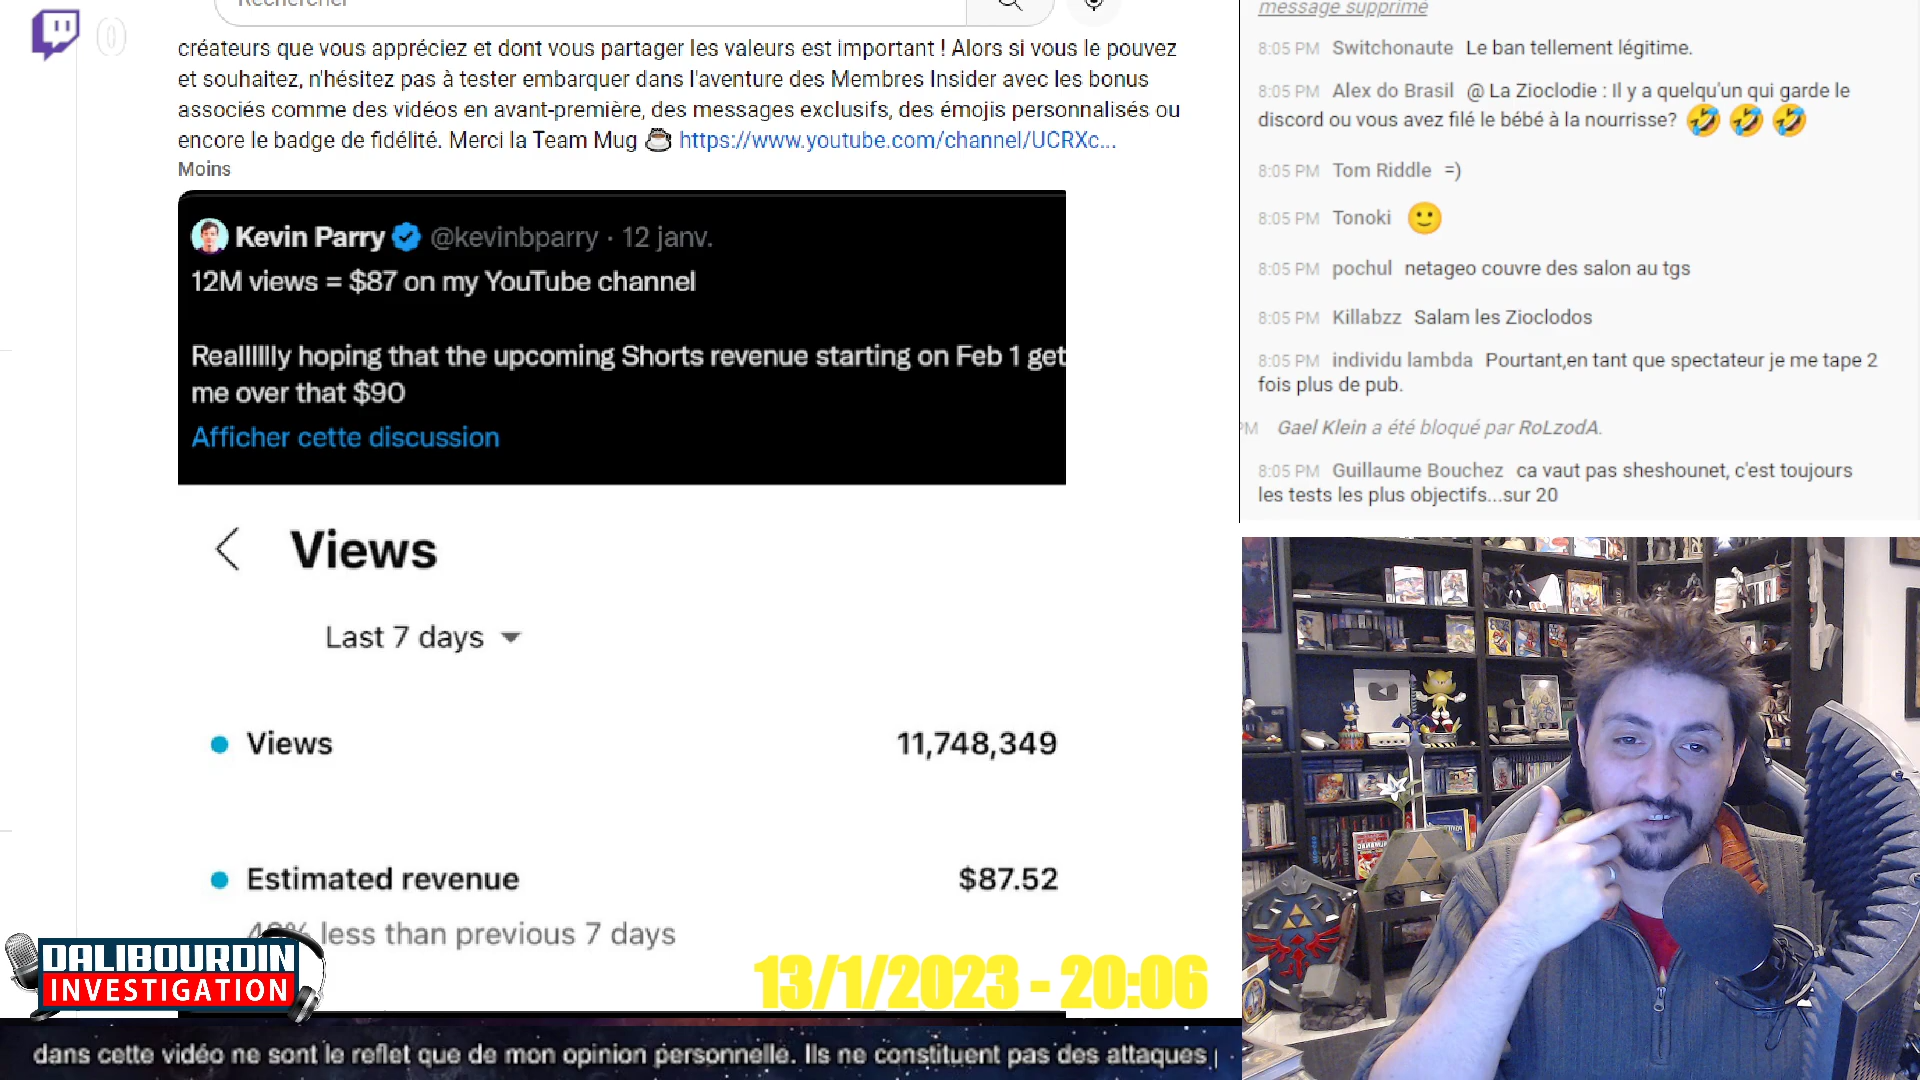 Rechercher
0
créateurs que vous appréciez et dont vous partager les valeurs est important ! Alors si vous le pouvez
et souhaitez, n'hésitez pas à tester embarquer dans l'aventure des Membres Insider avec les bonus
associés comme des vidéos en avant-première, des messages exclusifs, des émojis personnalisés ou
encore le badge de fidélité. Merci la Team Mug ☕ https://www.youtube.com/channel/UCRXc...
Moins
Kevin Parry @kevinbparry · 12 janv.
12M views = $87 on my YouTube channel
Reallllllly hoping that the upcoming Shorts revenue starting on Feb 1 get
me over that $90
Afficher cette discussion
Views
Last 7 days
Views 11,748,349
Estimated revenue $87.52
less than previous 7 days
DALIBOURDIN
INVESTIGATION
13/1/2023 - 20:06
dans cette vidéo ne sont le reflet que de mon opinion personnelle. Ils ne constituent pas des attaques
message supprimé
8:05 PM Switchonaute Le ban tellement légitime.
8:05 PM Alex do Brasil @ La Zioclodie : Il y a quelqu'un qui garde le
discord ou vous avez filé le bébé à la nourrisse? 🤣 🤣 🤣
8:05 PM Tom Riddle =)
8:05 PM Tonoki 🙂
8:05 PM pochul netageo couvre des salon au tgs
8:05 PM Killabzz Salam les Zioclodos
8:05 PM individu lambda Pourtant,en tant que spectateur je me tape 2
fois plus de pub.
PM Gael Klein a été bloqué par RoLzodA.
8:05 PM Guillaume Bouchez ca vaut pas sheshounet, c'est toujours
les tests les plus objectifs...sur 20